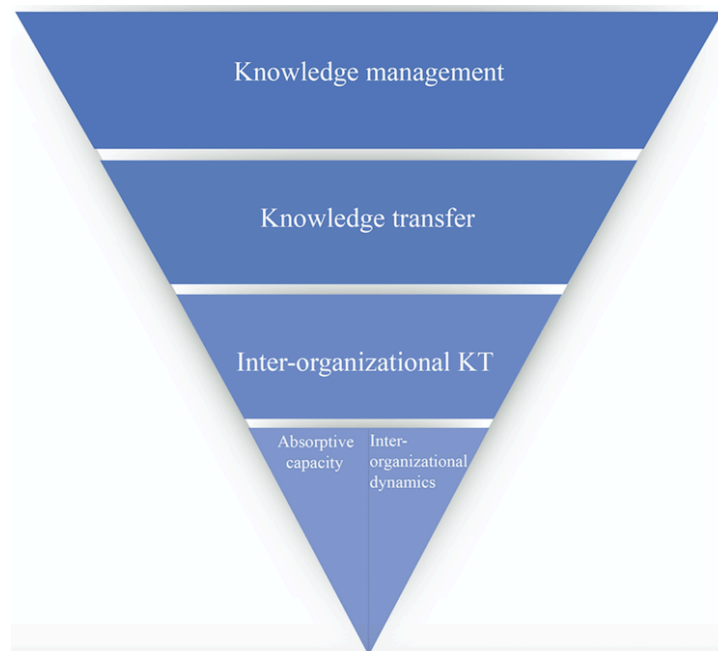 Knowledge management
Knowledge transfer
Inter-organizational KT
Absorptive
capacity
Inter-
organizational
dynamics